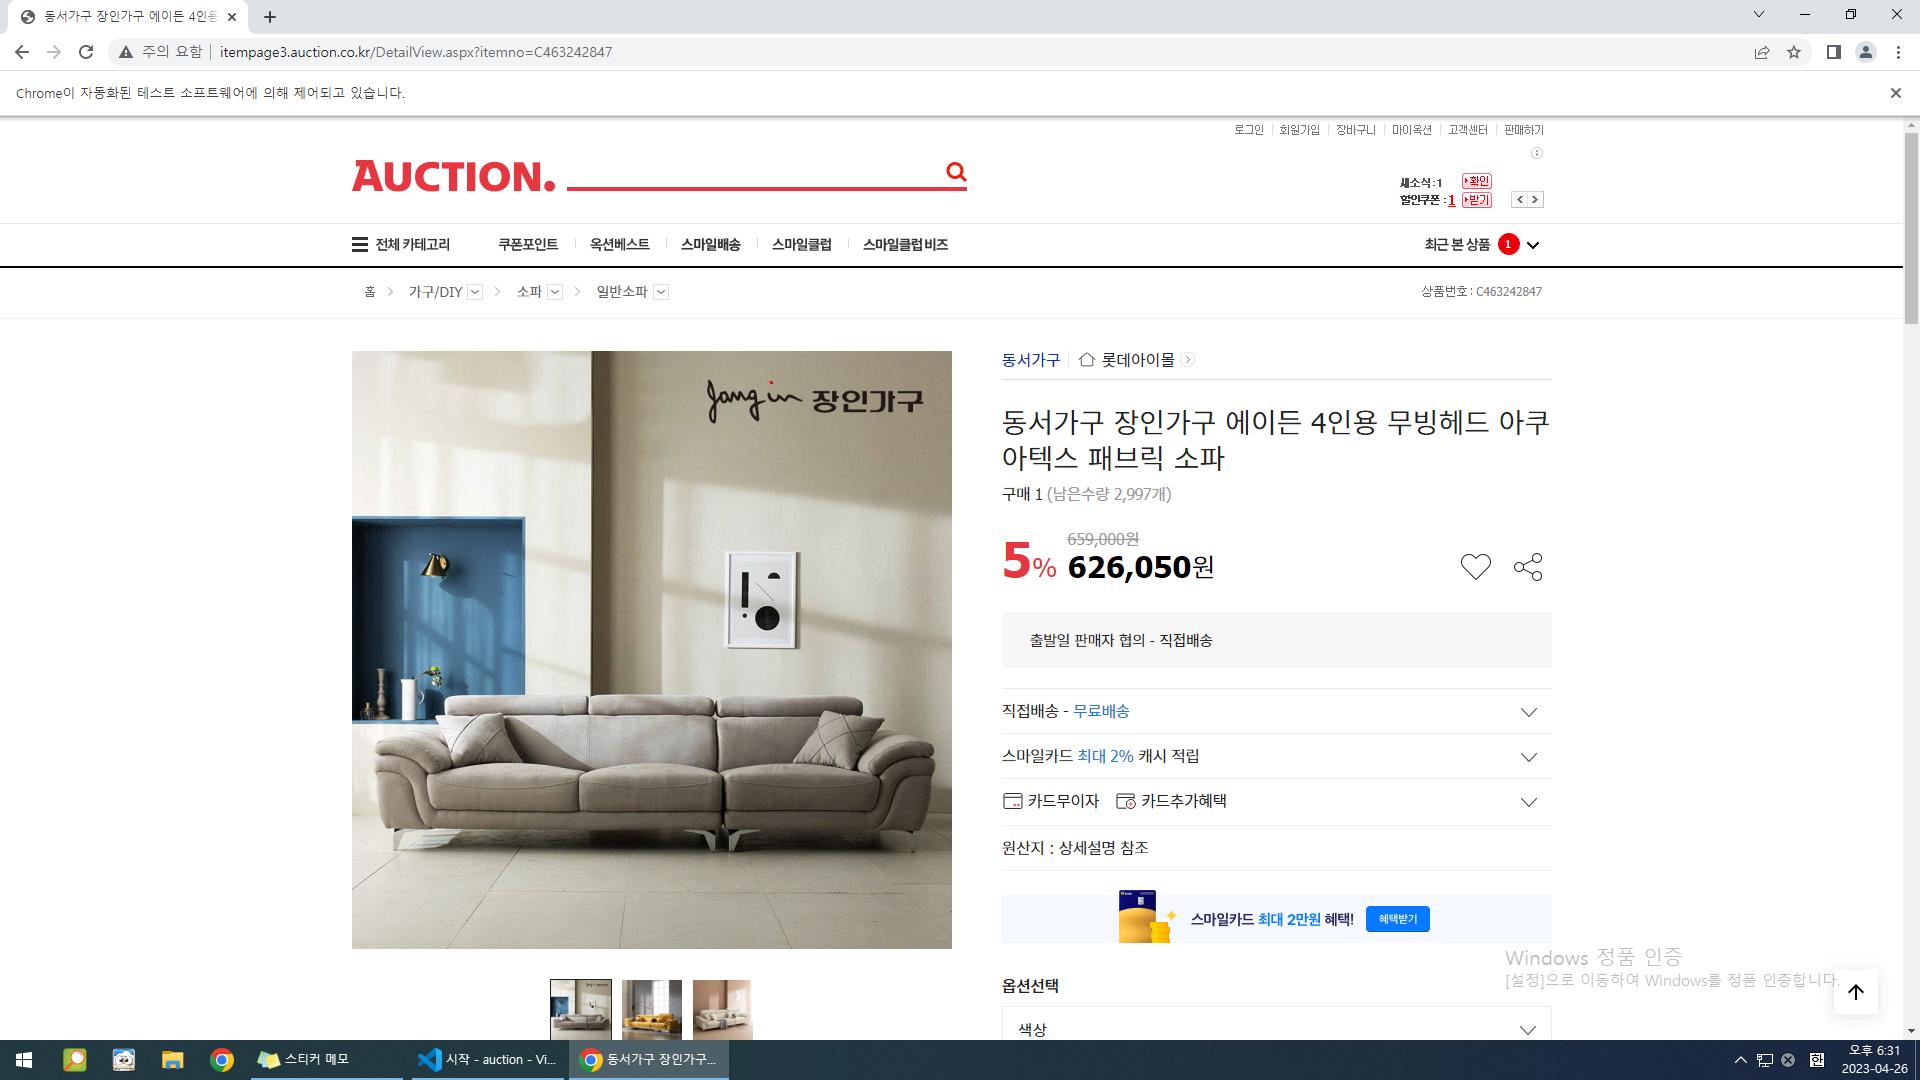 동서가구 장인가구 에이든 4인용
주의 요함 itempage3.auction.co.kr/DetailView.aspx?itemno=C463242847
Chrome이 자동화된 테스트 소프트웨어에 의해 제어되고 있습니다.
로그인 회원가입 장바구니 마이옥션 고객센터 판매하기
AUCTION.
새소식 : 1 확인
할인쿠폰 : 1 받기
전체 카테고리 쿠폰포인트 옥션베스트 스마일배송 스마일클럽 스마일클럽 비즈 최근 본 상품 1
홈 가구/DIY 소파 일반소파 상품번호 : C463242847
Jang in 장인가구
동서가구 롯데아이몰
동서가구 장인가구 에이든 4인용 무빙헤드 아쿠
아텍스 패브릭 소파
구매 1 (남은수량 2,997개)
659,000원
5% 626,050원
출발일 판매자 협의 - 직접배송
직접배송 - 무료배송
스마일카드 최대 2% 캐시 적립
카드무이자 카드추가혜택
원산지 : 상세설명 참조
스마일카드 최대 2만원 혜택! 혜택받기
Windows 정품 인증
[설정]으로 이동하여 Windows를 정품 인증합니다.
옵션선택
색상
스티커 메모 시작 - auction - Vi... 동서가구 장인가구... 한 오후 6:31
2023-04-26